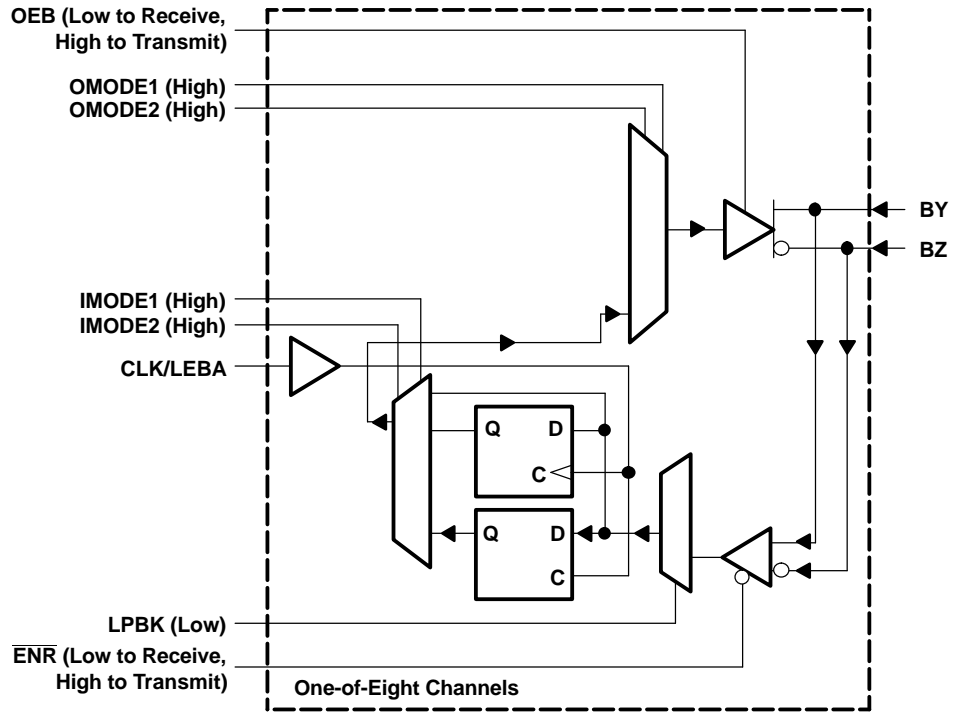 OEB (Low to Receive,
High to Transmit)
OMODE1 (High)
OMODE2 (High)
BY
BZ
IMODE1 (High)
IMODE2 (High)
CLK/LEBA
Q D
C
Q D
C
LPBK (Low)
ENR (Low to Receive,
High to Transmit)
One-of-Eight Channels